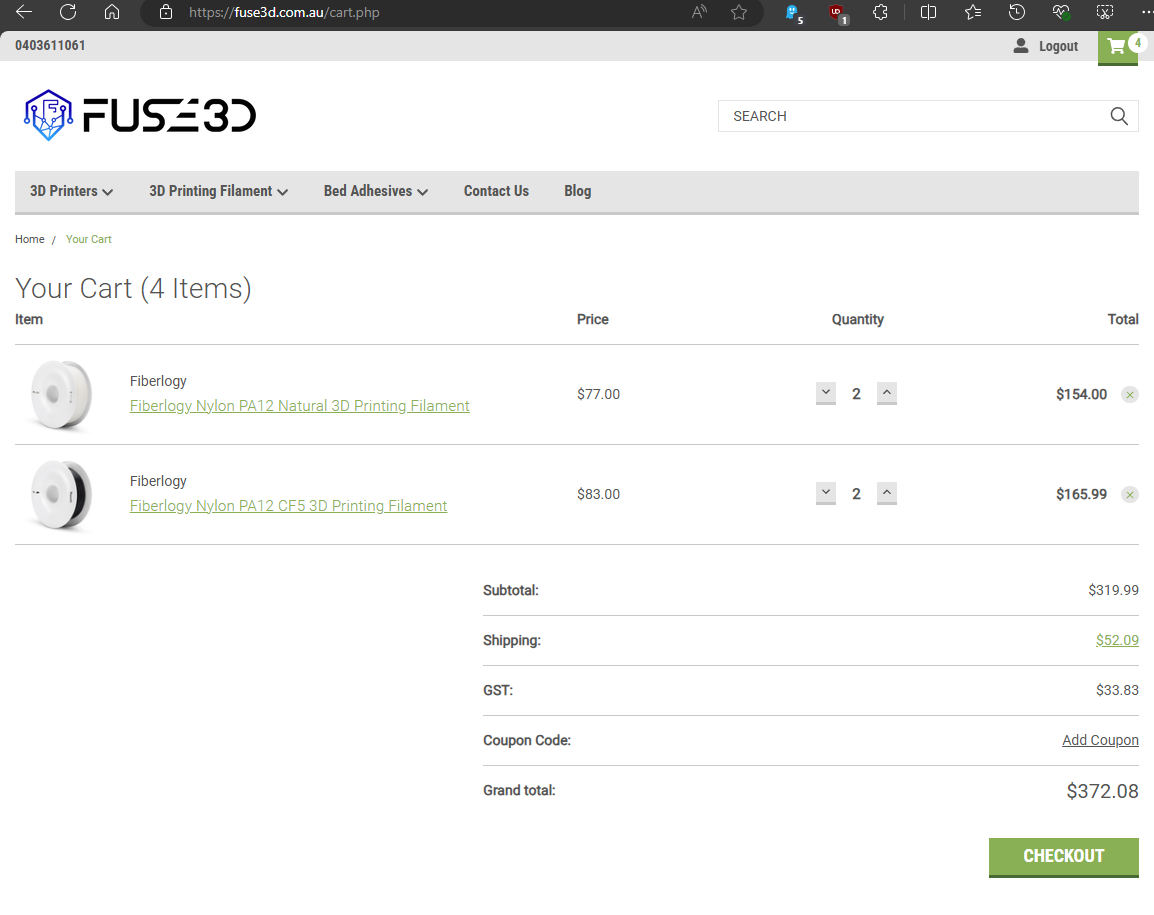 https://fuse3d.com.au/cart.php
5
1
0403611061
Logout
4
FUSE3D
SEARCH
3D Printers
3D Printing Filament
Bed Adhesives
Contact Us
Blog
Home / Your Cart
Your Cart (4 Items)
Item Price Quantity Total
Fiberlogy
Fiberlogy Nylon PA12 Natural 3D Printing Filament
$77.00
2
$154.00
Fiberlogy
Fiberlogy Nylon PA12 CF5 3D Printing Filament
$83.00
2
$165.99
Subtotal: $319.99
Shipping: $52.09
GST: $33.83
Coupon Code: Add Coupon
Grand total: $372.08
CHECKOUT